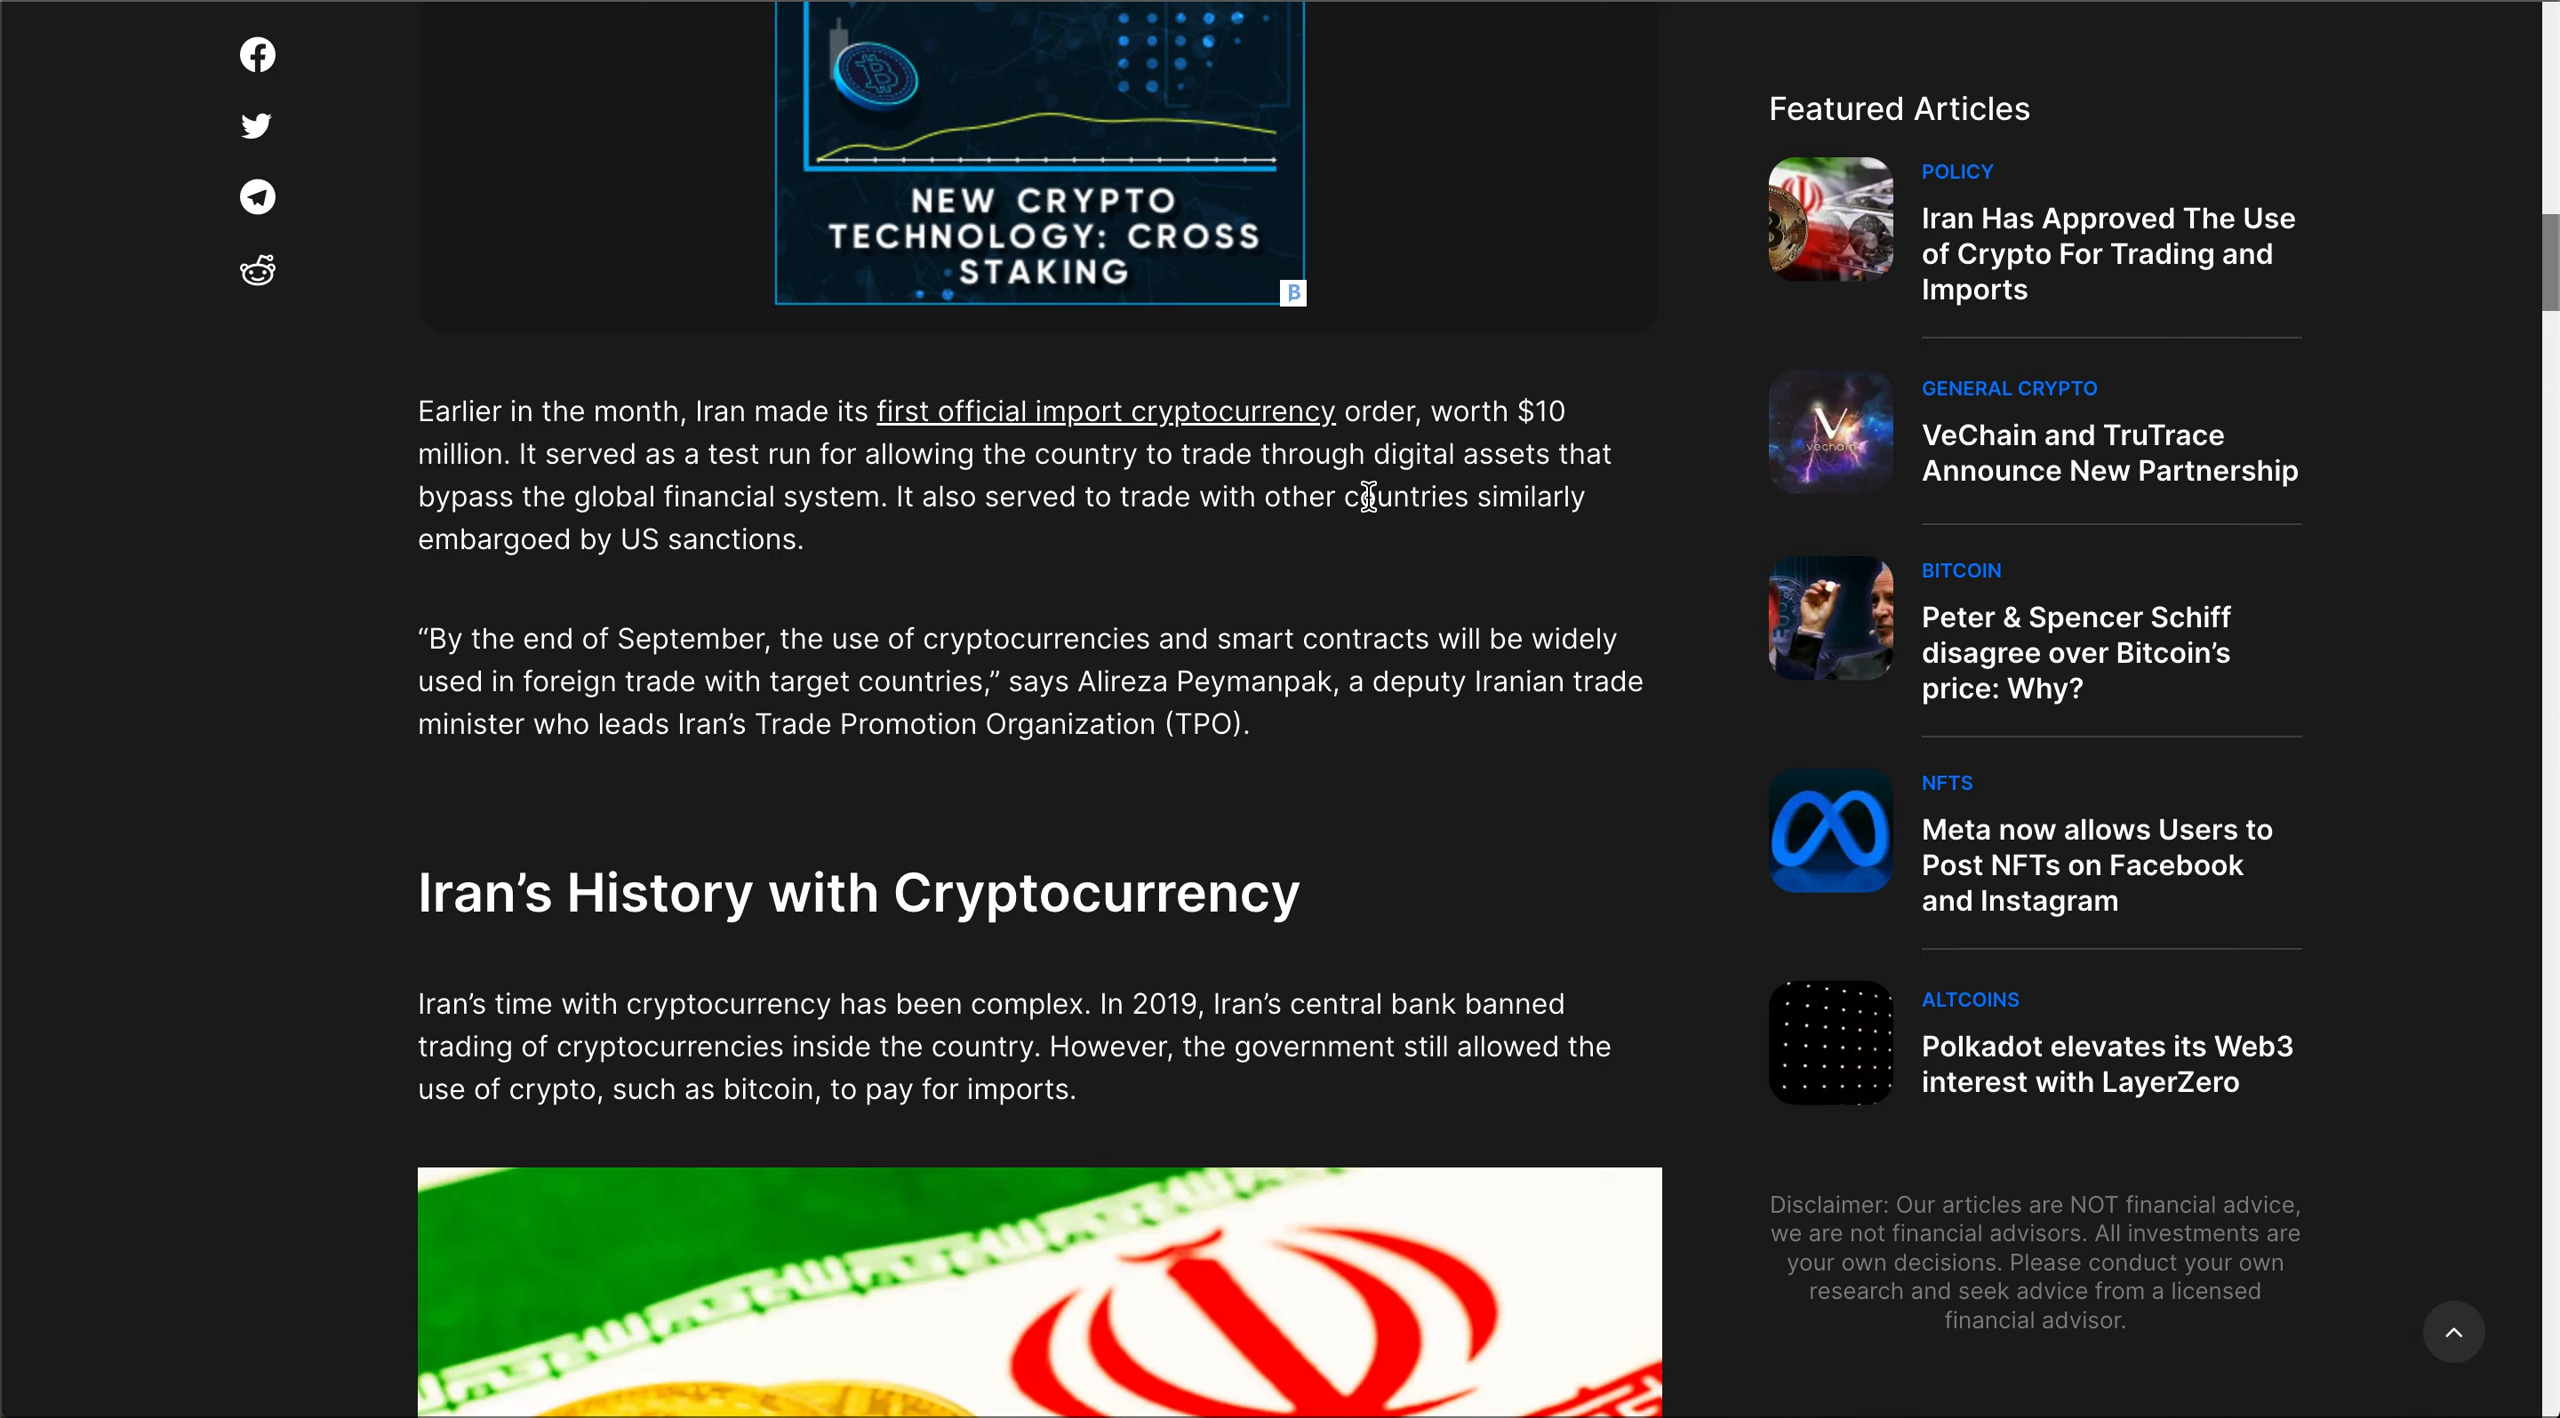 NEW CRYPTO
TECHNOLOGY: CROSS
STAKING
B
Earlier in the month, Iran made its first official import cryptocurrency order, worth $10
million. It served as a test run for allowing the country to trade through digital assets that
bypass the global financial system. It also served to trade with other countries similarly
embargoed by US sanctions.
“By the end of September, the use of cryptocurrencies and smart contracts will be widely
used in foreign trade with target countries,” says Alireza Peymanpak, a deputy Iranian trade
minister who leads Iran’s Trade Promotion Organization (TPO).
Iran’s History with Cryptocurrency
Iran’s time with cryptocurrency has been complex. In 2019, Iran’s central bank banned
trading of cryptocurrencies inside the country. However, the government still allowed the
use of crypto, such as bitcoin, to pay for imports.
Featured Articles
POLICY
Iran Has Approved The Use
of Crypto For Trading and
Imports
GENERAL CRYPTO
VeChain and TruTrace
Announce New Partnership
BITCOIN
Peter & Spencer Schiff
disagree over Bitcoin’s
price: Why?
NFTS
Meta now allows Users to
Post NFTs on Facebook
and Instagram
ALTCOINS
Polkadot elevates its Web3
interest with LayerZero
Disclaimer: Our articles are NOT financial advice,
we are not financial advisors. All investments are
your own decisions. Please conduct your own
research and seek advice from a licensed
financial advisor.